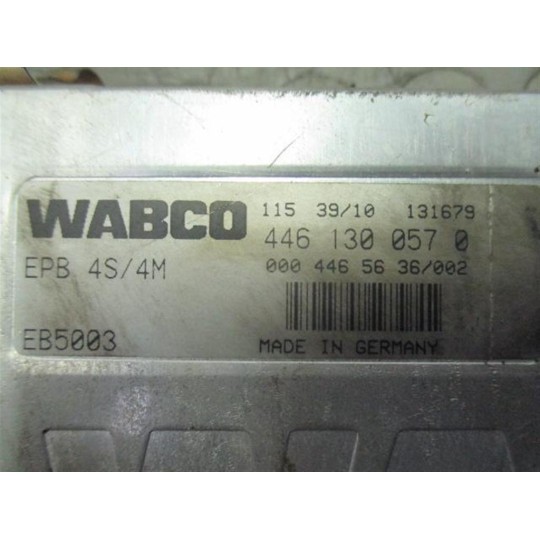 WABCO 115 39/10 131679
446 130 057 0
EPB 4S/4M 000 446 56 36/002
EB5003 MADE IN GERMANY